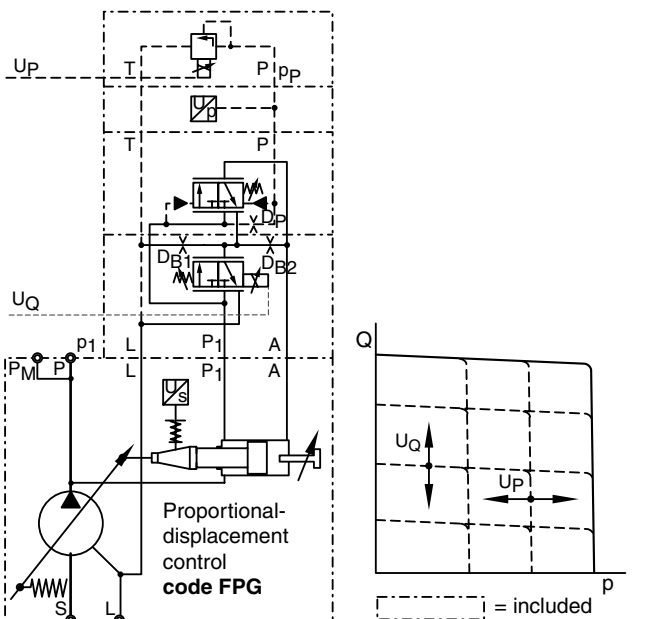 U_P T P p_P
U_p
T P
D_P
D_B1 D_B2
U_Q
p_1 L P_1 A
P_M P L P_1 A
U_s
Proportional-
displacement
control
code FPG
S L
Q
U_Q
U_P
p
= included